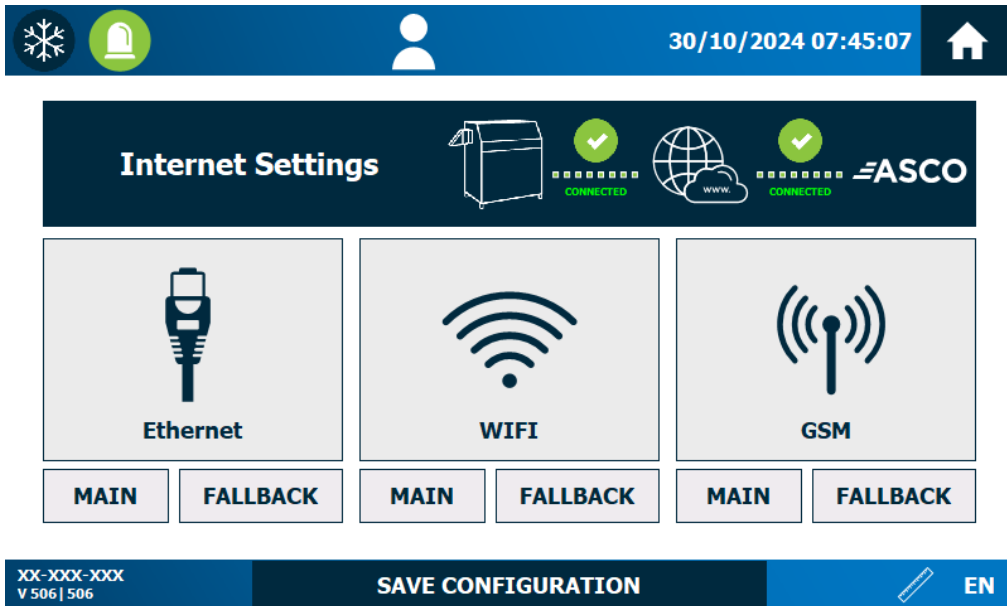 30/10/2024 07:45:07
Internet Settings
CONNECTED
www.
CONNECTED
ASCO
Ethernet
WIFI
GSM
MAIN
FALLBACK
MAIN
FALLBACK
MAIN
FALLBACK
XX-XXX-XXX
V 506|506
SAVE CONFIGURATION
EN